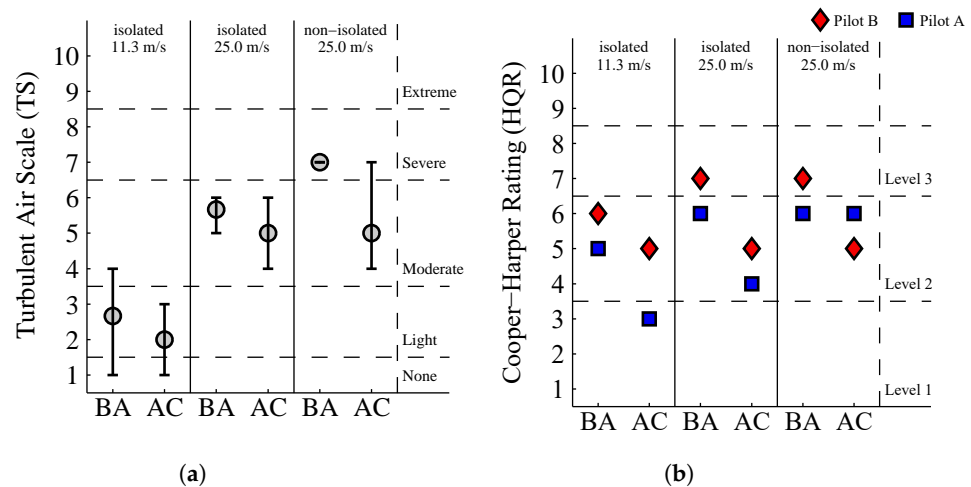 isolated
11.3 m/s
isolated
25.0 m/s
non−isolated
25.0 m/s
Turbulent Air Scale (TS)
10
9
8
7
6
5
4
3
2
1
Extreme
Severe
Moderate
Light
None
BA AC BA AC BA AC
(a)
Pilot B Pilot A
isolated
11.3 m/s
isolated
25.0 m/s
non−isolated
25.0 m/s
Cooper−Harper Rating (HQR)
10
9
8
7
6
5
4
3
2
1
Level 3
Level 2
Level 1
BA AC BA AC BA AC
(b)